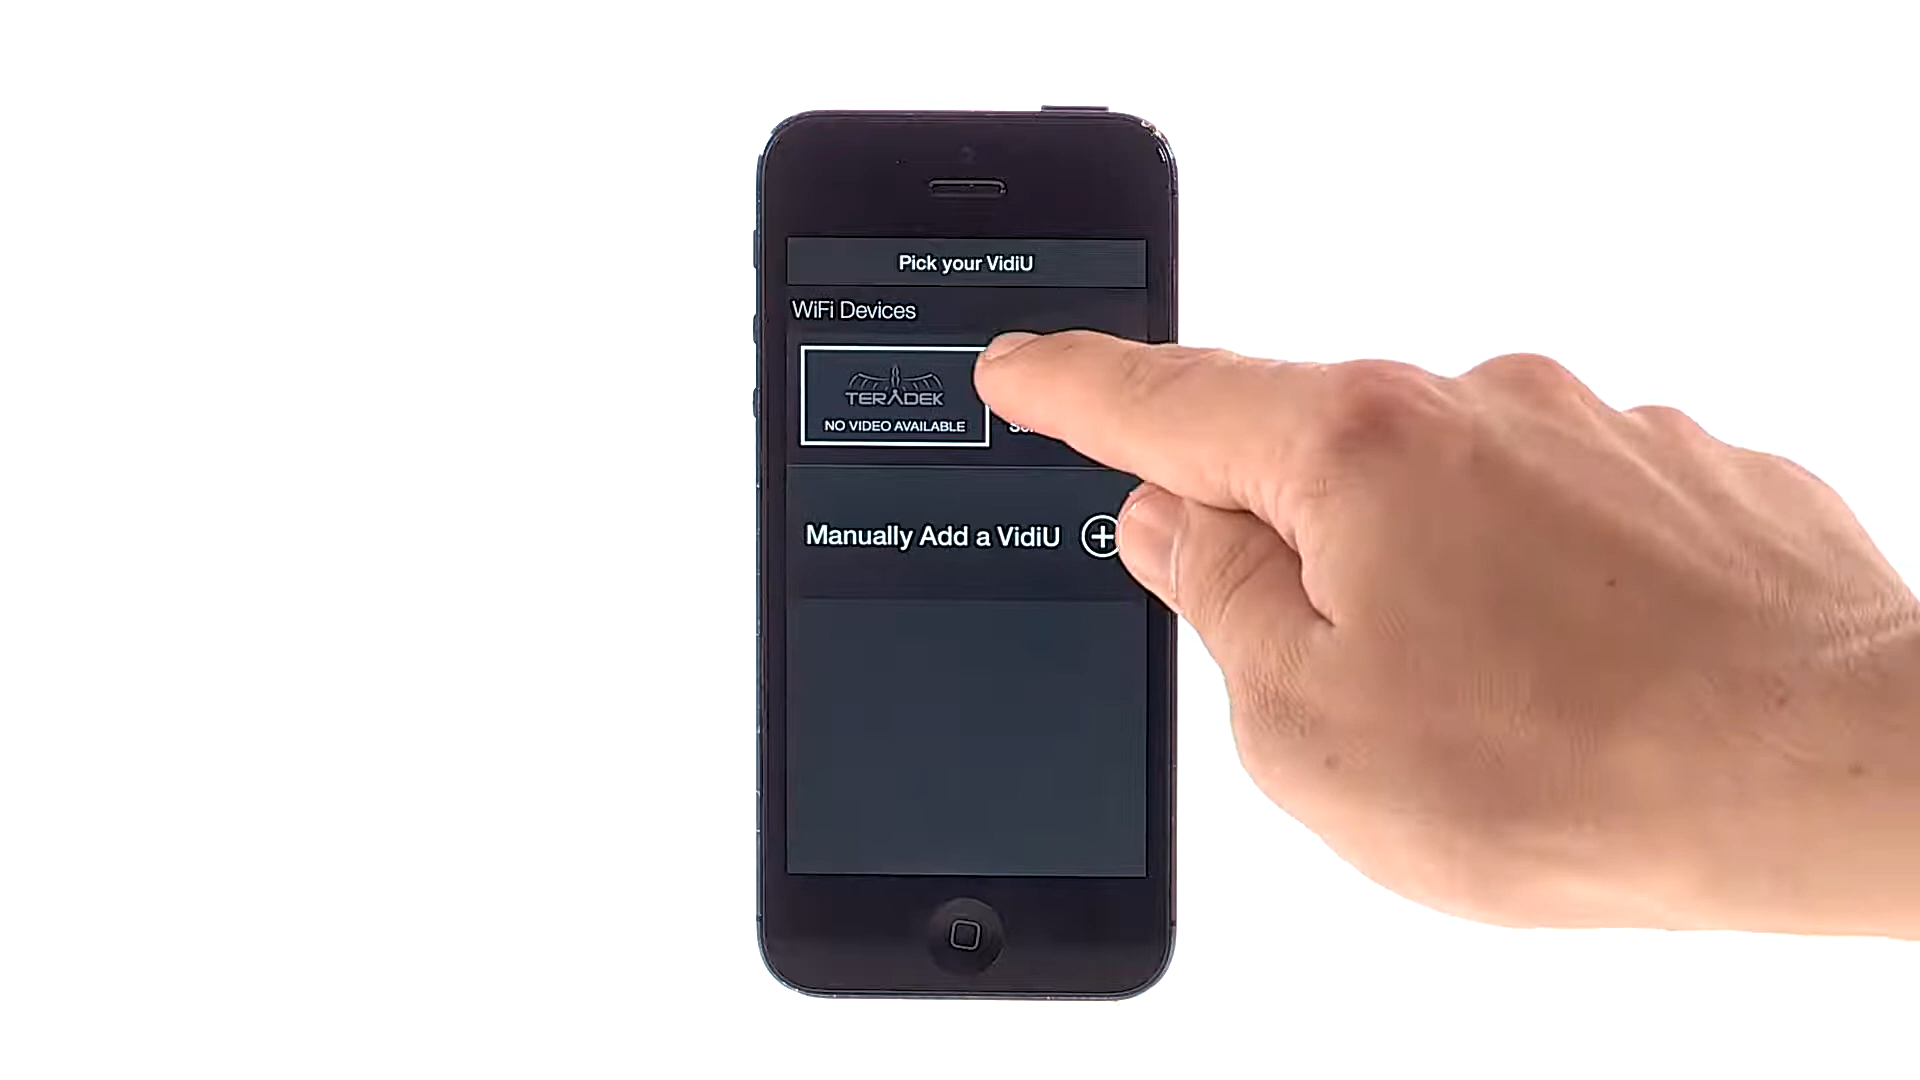 Pick your VidiU
WiFi Devices
TERADEK
NO VIDEO AVAILABLE
Manually Add a VidiU